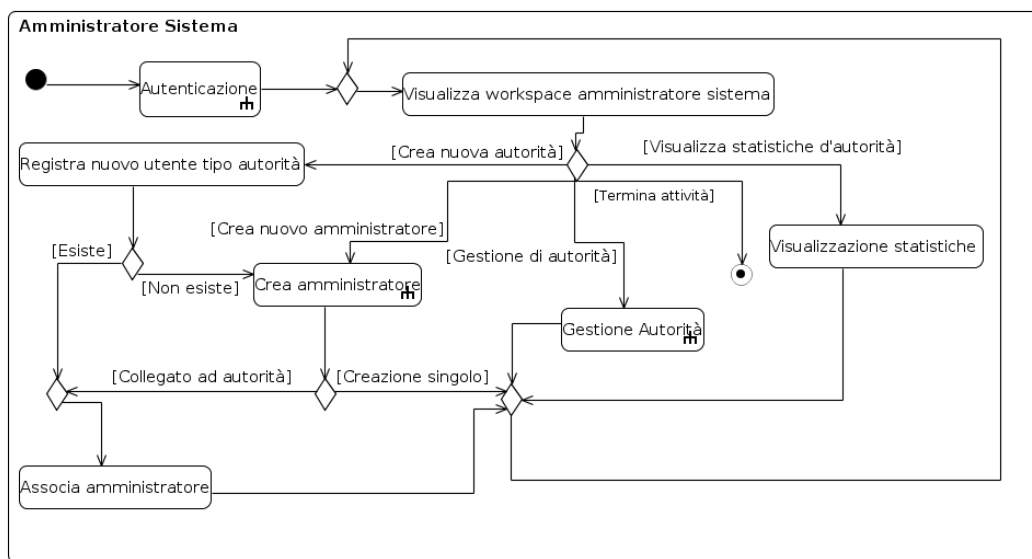 Amministratore Sistema
Autenticazione
Visualizza workspace amministratore sistema
[Crea nuova autorità]
[Visualizza statistiche d'autorità]
Registra nuovo utente tipo autorità
[Termina attività]
[Crea nuovo amministratore]
[Esiste]
[Gestione di autorità]
Visualizzazione statistiche
[Non esiste]
Crea amministratore
Gestione Autorità
[Collegato ad autorità]
[Creazione singolo]
Associa amministratore